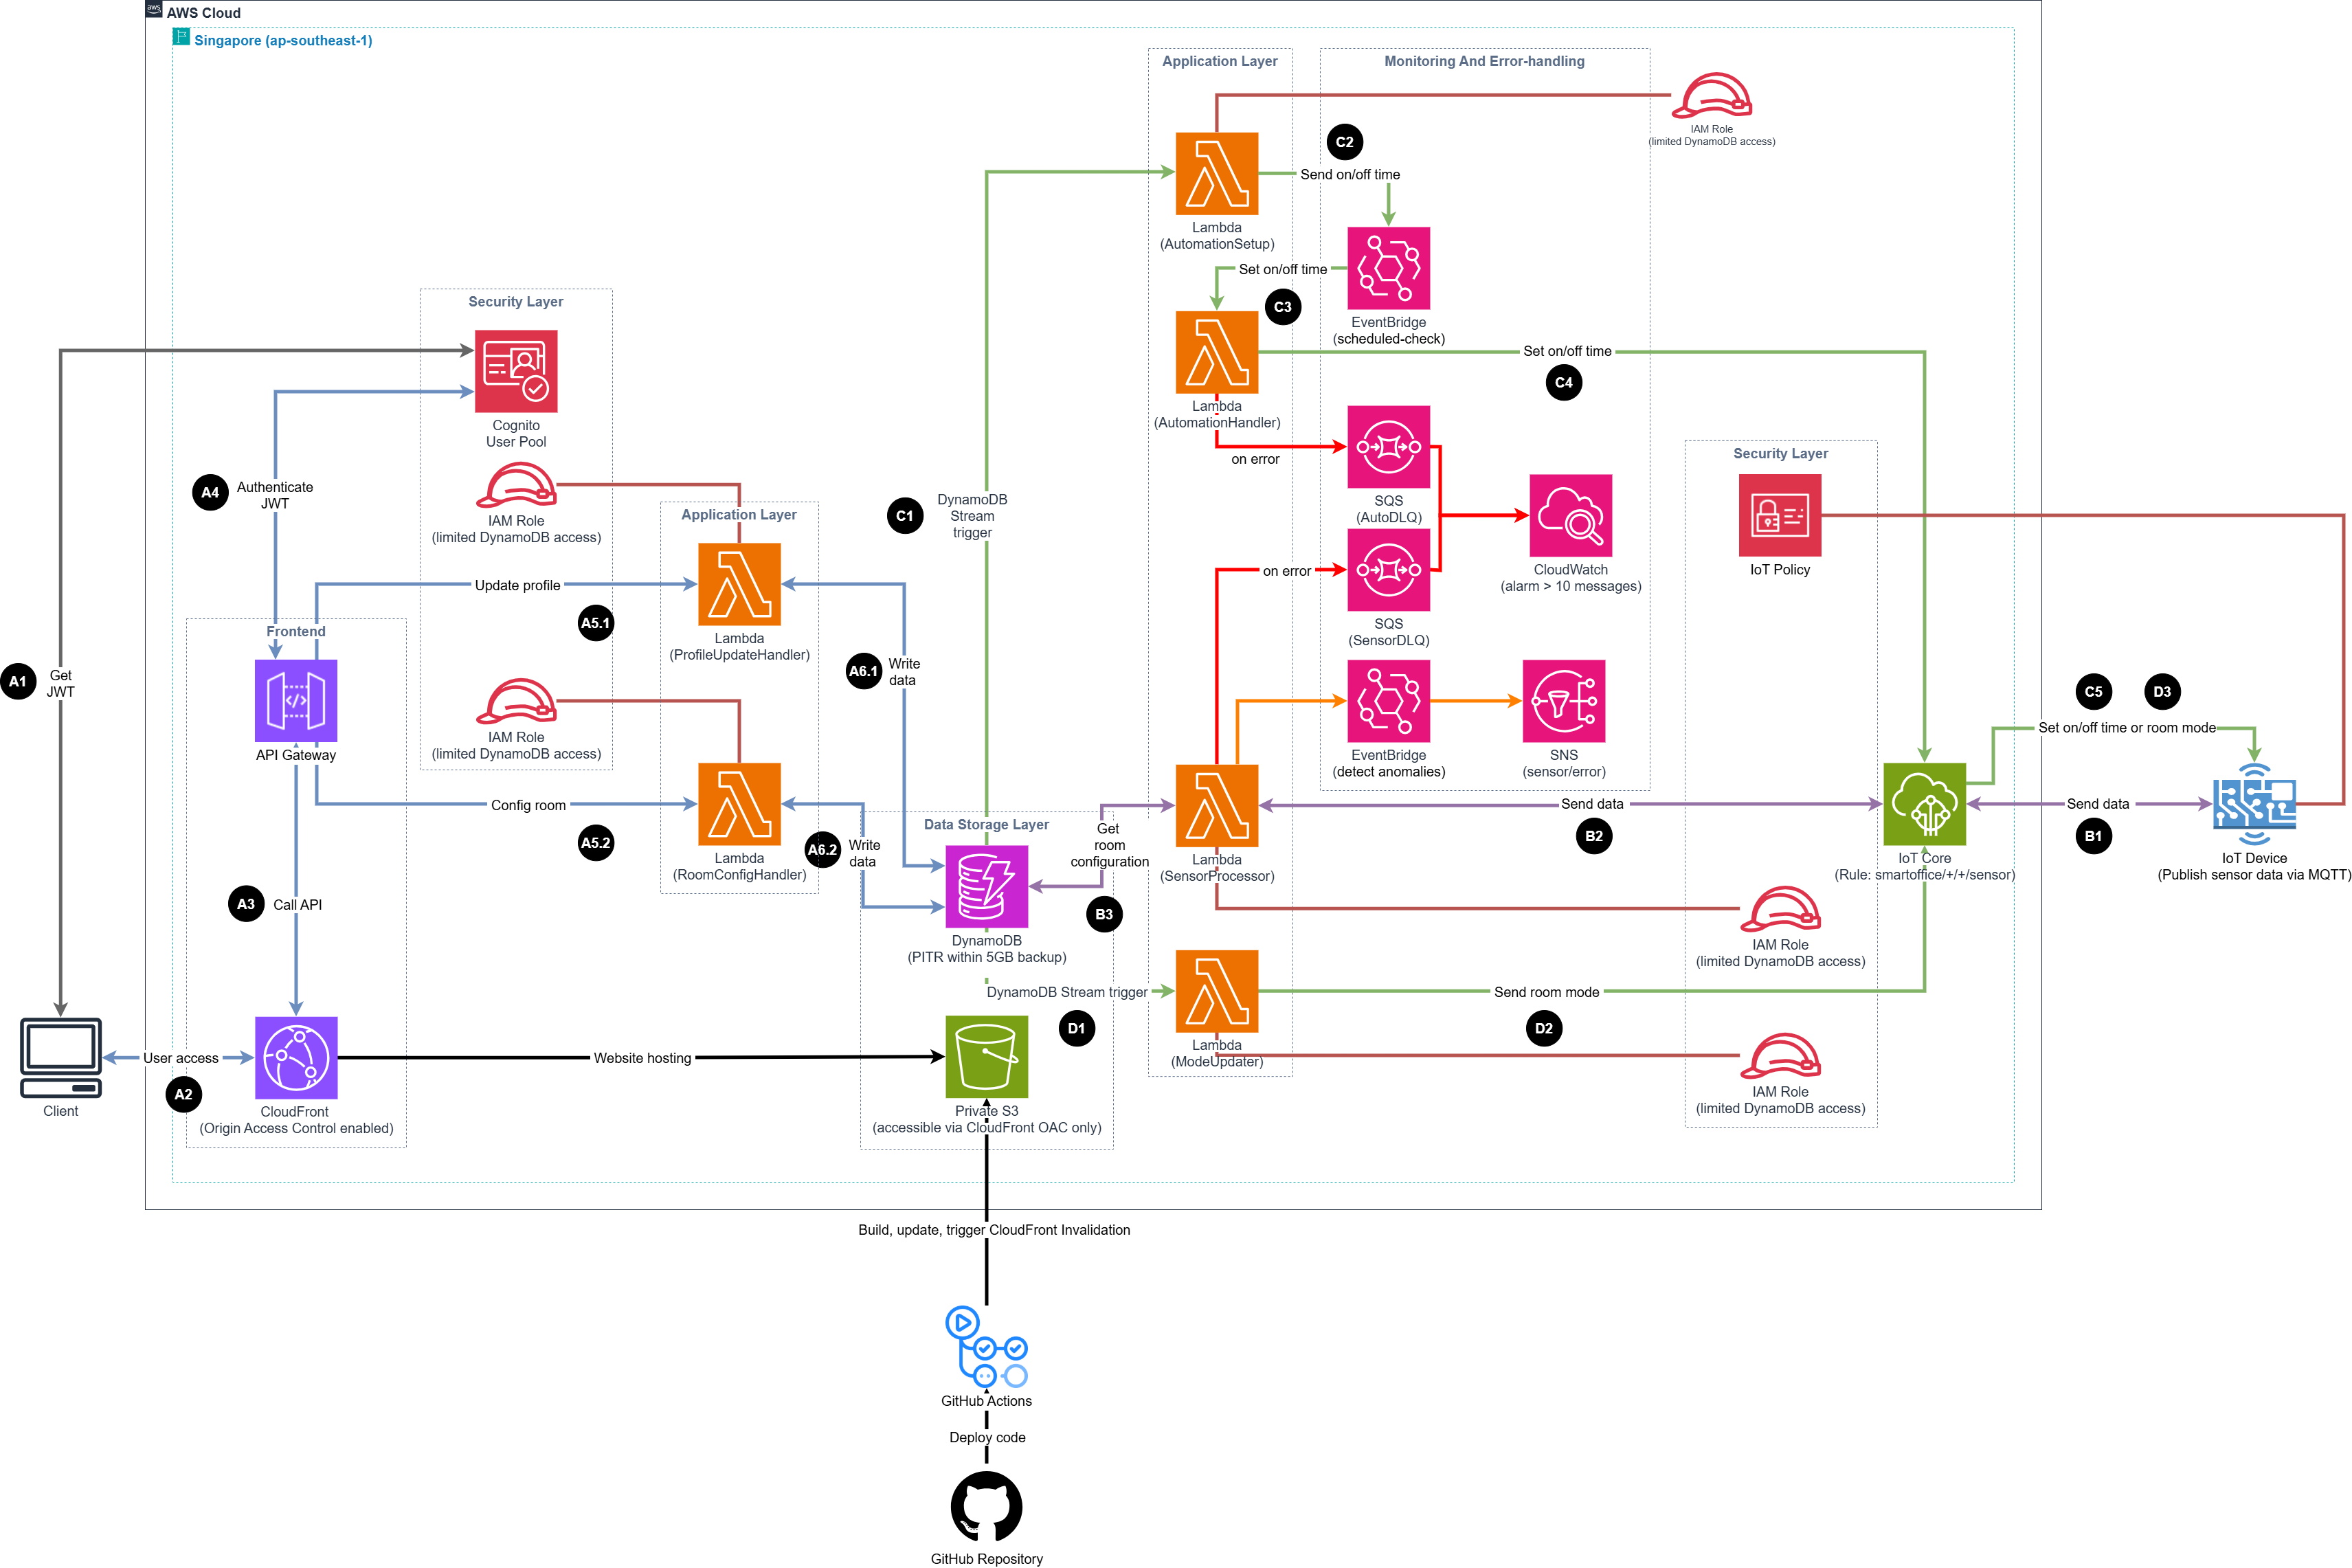 aws
AWS Cloud
Singapore (ap-southeast-1)
Application Layer
Monitoring And Error-handling
IAM Role
(limited DynamoDB access)
C2
Send on/off time
Lambda
(AutomationSetup)
Set on/off time
C3
EventBridge
(scheduled-check)
Security Layer
Cognito
User Pool
Set on/off time
C4
Lambda
(AutomationHandler)
on error
SQS
(AutoDLQ)
Security Layer
A4
Authenticate
JWT
IAM Role
(limited DynamoDB access)
C1
DynamoDB
Stream
trigger
Application Layer
IoT Policy
on error
CloudWatch
(alarm > 10 messages)
SQS
(SensorDLQ)
Update profile
A5.1
Lambda
(ProfileUpdateHandler)
Frontend
A1
Get
JWT
A6.1
Write
data
API Gateway
IAM Role
(limited DynamoDB access)
EventBridge
(detect anomalies)
SNS
(sensor/error)
C5
D3
Set on/off time or room mode
Config room
A5.2
Lambda
(RoomConfigHandler)
A6.2
Write
data
Data Storage Layer
Get
room
configuration
B3
Lambda
(SensorProcessor)
Send data
B2
IoT Core
(Rule: smartoffice/+/+/sensor)
Send data
B1
IoT Device
(Publish sensor data via MQTT)
A3
Call API
DynamoDB
(PITR within 5GB backup)
IAM Role
(limited DynamoDB access)
DynamoDB Stream trigger
D1
Send room mode
D2
Lambda
(ModeUpdater)
IAM Role
(limited DynamoDB access)
User access
A2
Client
CloudFront
(Origin Access Control enabled)
Website hosting
Private S3
(accessible via CloudFront OAC only)
Build, update, trigger CloudFront Invalidation
GitHub Actions
Deploy code
GitHub Repository